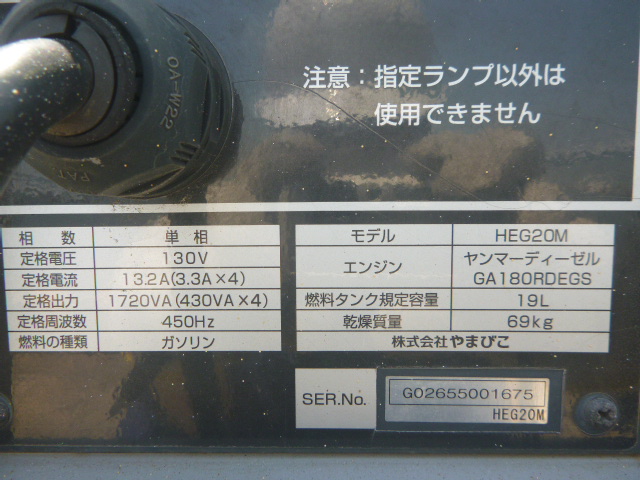 OA-W22
注意：指定ランプ以外は
使用できません
相数 単相
定格電圧 130V
定格電流 13.2A(3.3A×4)
定格出力 1720VA(430VA×4)
定格周波数 450Hz
燃料の種類 ガソリン
モデル HEG20M
エンジン ヤンマーディーゼル
GA180RDEGS
燃料タンク規定容量 19L
乾燥質量 69kg
株式会社やまびこ
SER.No. G02655001675
HEG20M